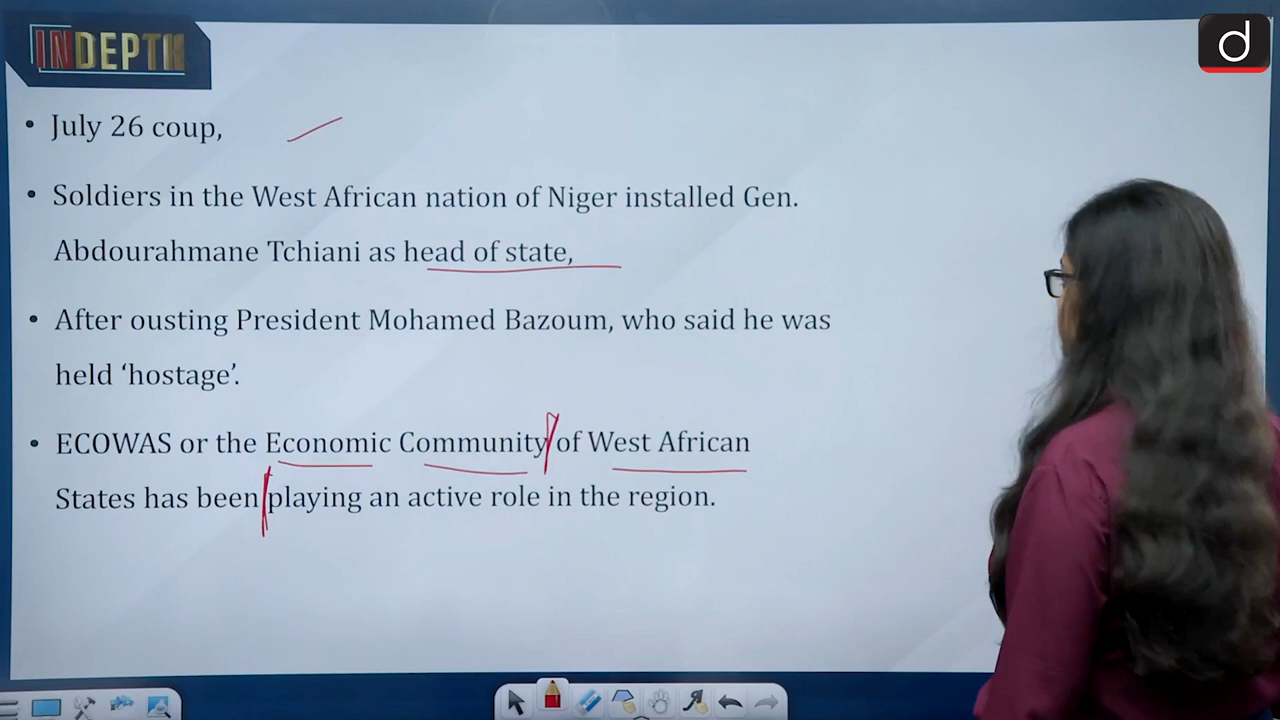 INDEPTH
d
• July 26 coup,
• Soldiers in the West African nation of Niger installed Gen.
Abdourahmane Tchiani as head of state,
• After ousting President Mohamed Bazoum, who said he was
held ‘hostage’.
• ECOWAS or the Economic Community of West African
States has been playing an active role in the region.